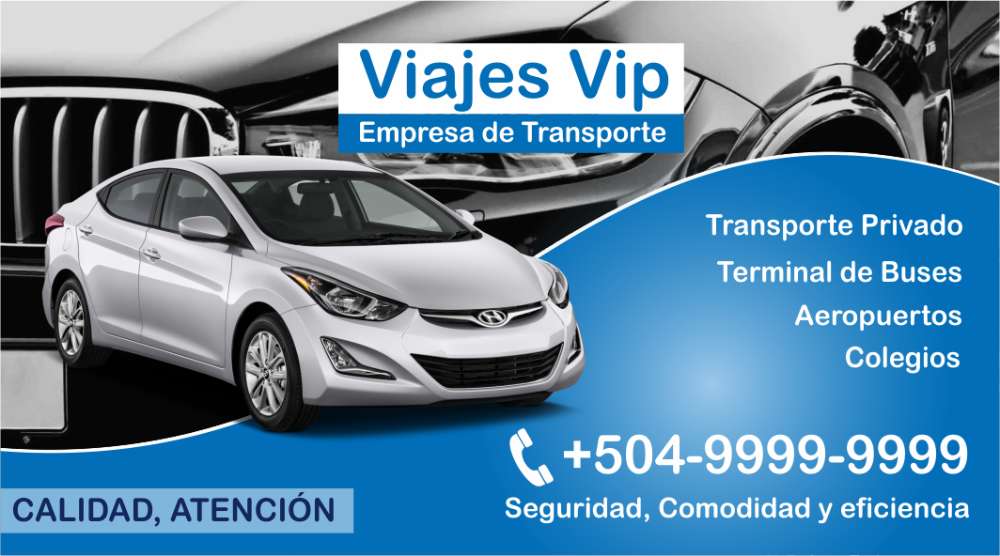 Viajes Vip
Empresa de Transporte
Transporte Privado
Terminal de Buses
Aeropuertos
Colegios
+504-9999-9999
Seguridad, Comodidad y eficiencia
CALIDAD, ATENCIÓN